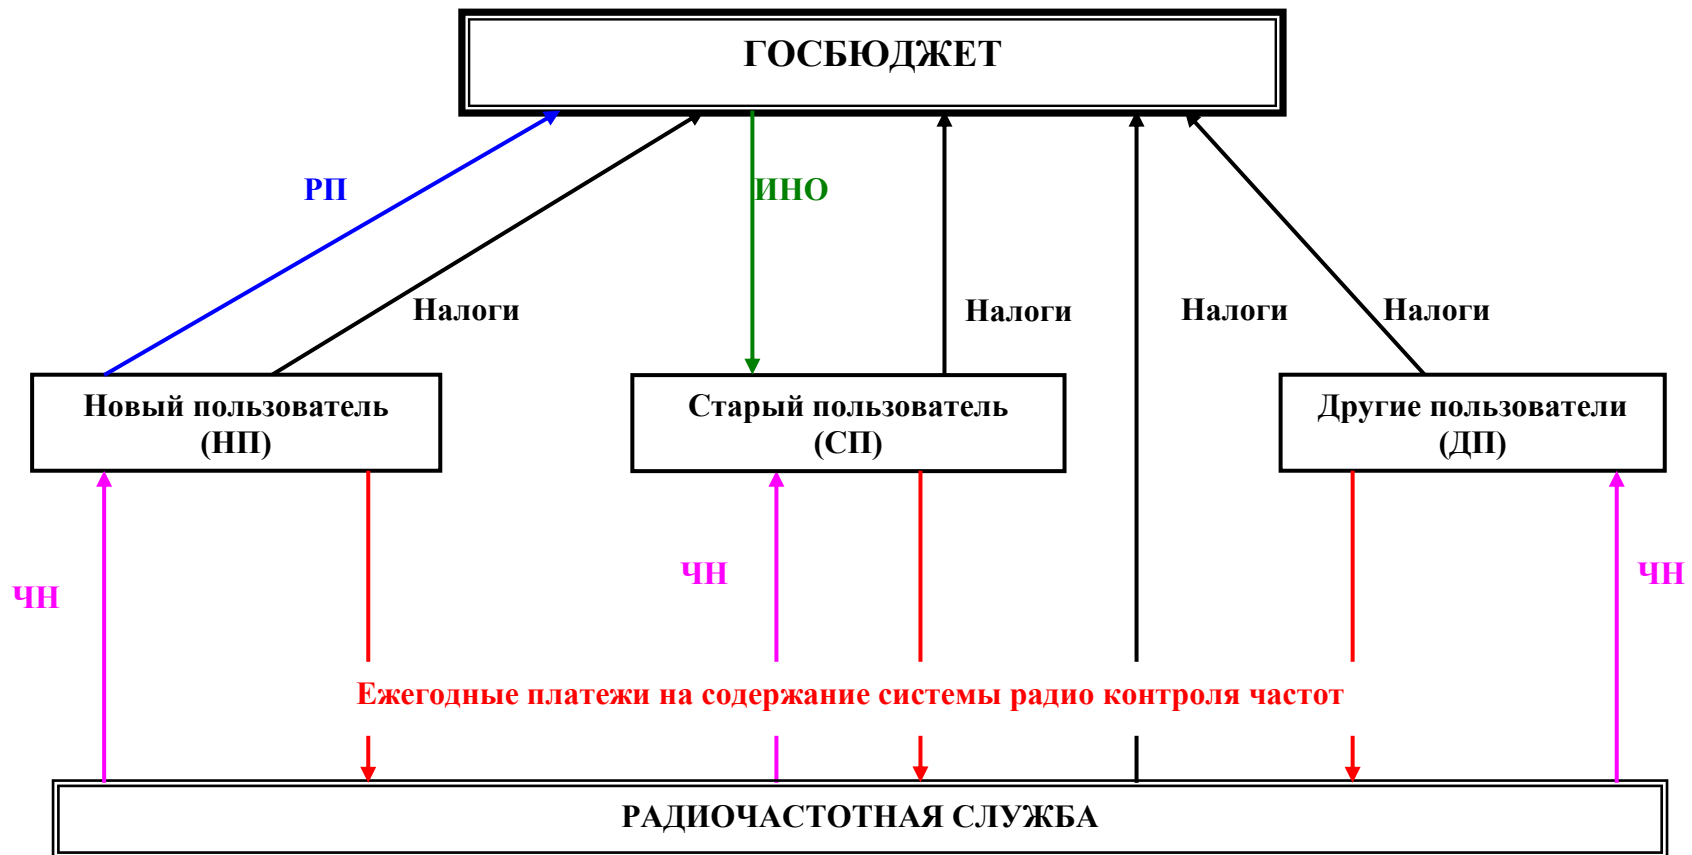 ГОСБЮДЖЕТ
РП
ИНО
Налоги
Налоги
Налоги
Налоги
Новый пользователь
(НП)
Старый пользователь
(СП)
Другие пользователи
(ДП)
ЧН
ЧН
ЧН
Ежегодные платежи на содержание системы радио контроля частот
РАДИОЧАСТОТНАЯ СЛУЖБА